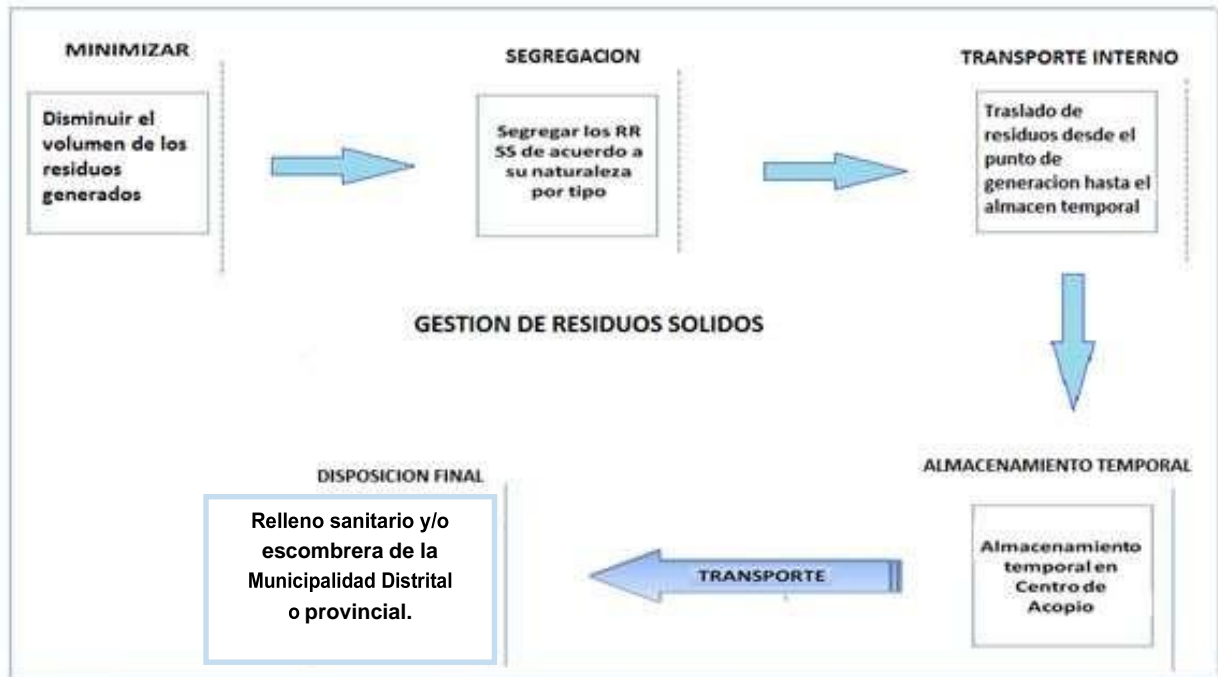 MINIMIZAR
Disminuir el
volumen de los
residuos
generados
SEGREGACION
Segregar los RR
SS de acuerdo a
su naturaleza
por tipo
TRANSPORTE INTERNO
Traslado de
residuos desde el
punto de
generacion hasta el
almacen temporal
GESTION DE RESIDUOS SOLIDOS
ALMACENAMIENTO TEMPORAL
Almacenamiento
temporal en
Centro de
Acopio
TRANSPORTE
DISPOSICION FINAL
Relleno sanitario y/o
escombrera de la
Municipalidad Distrital
o provincial.